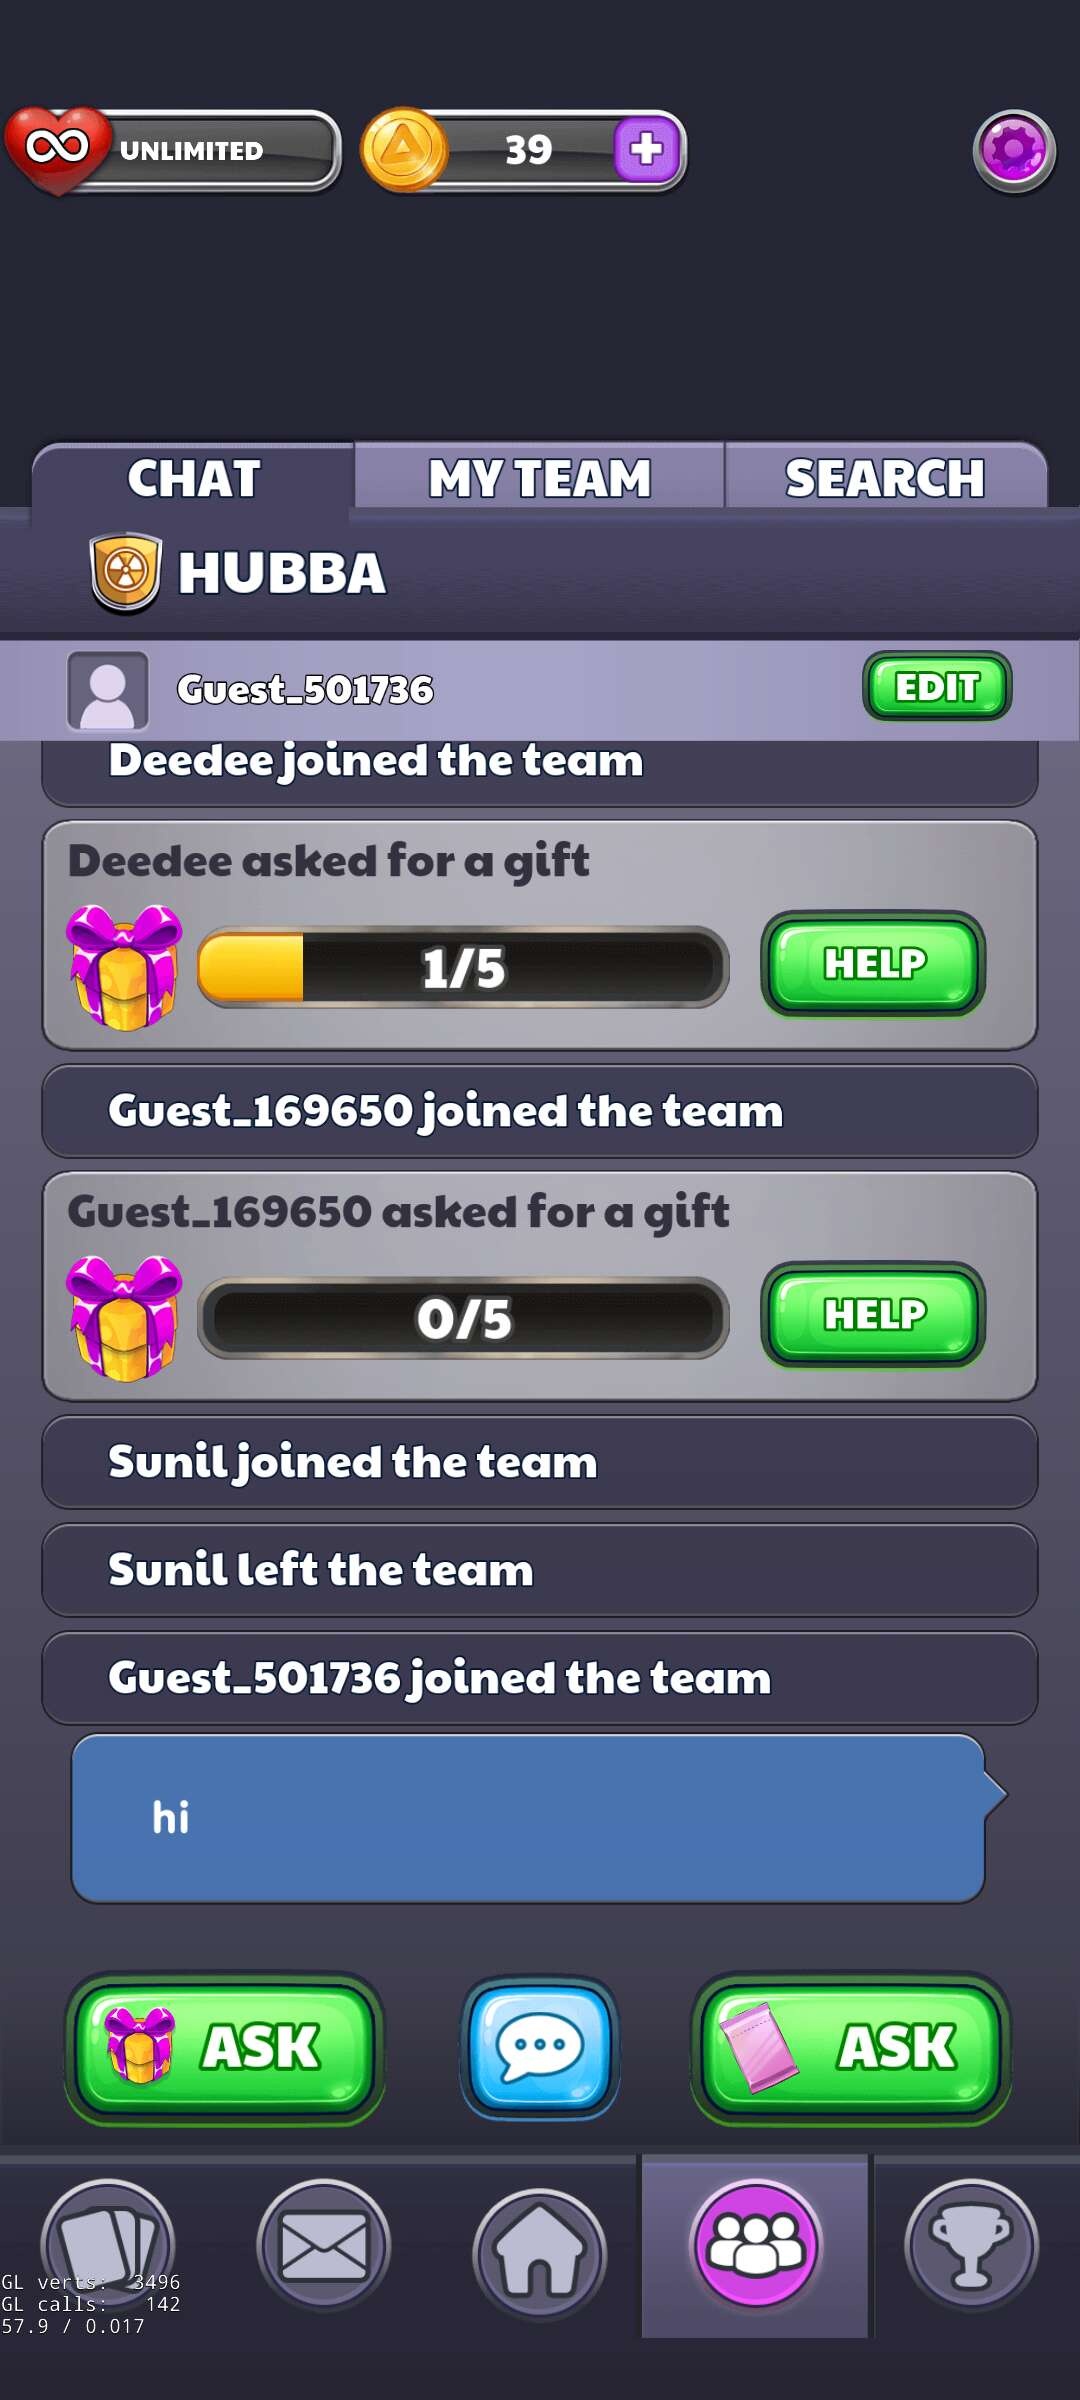 UNLIMITED
39
CHAT
MY TEAM
SEARCH
HUBBA
Guest_501736
EDIT
Deedee joined the team
Deedee asked for a gift
1/5
HELP
Guest_169650 joined the team
Guest_169650 asked for a gift
0/5
HELP
Sunil joined the team
Sunil left the team
Guest_501736 joined the team
hi
ASK
ASK
GL verts: 3496
GL calls: 142
57.9 / 0.017